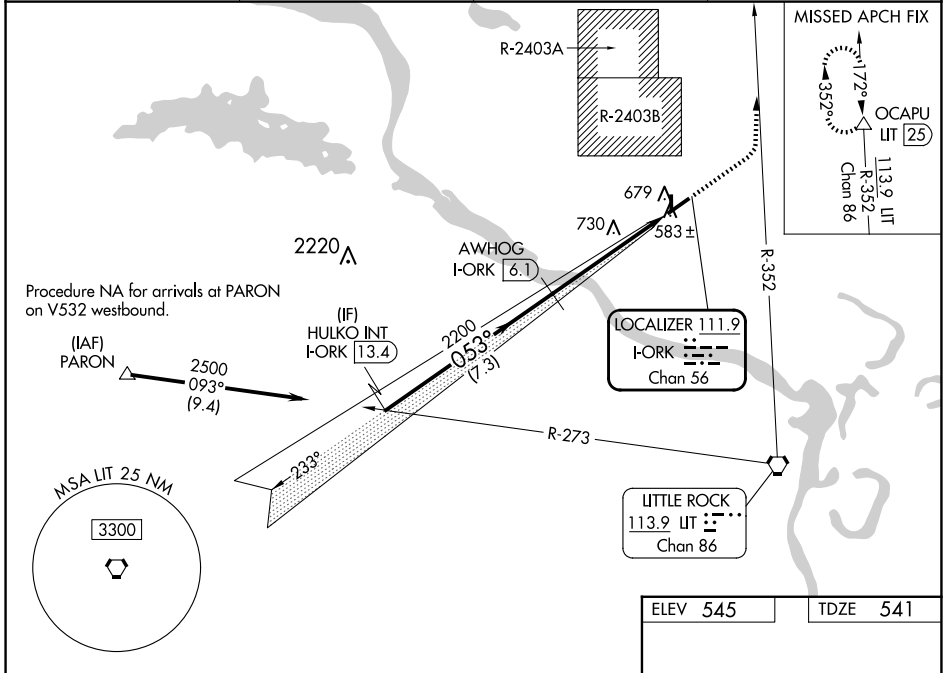 MISSED APCH FIX
R-2403A
R-2403B
172°
352°
OCAPU
LIT 25
113.9 LIT
R-352
Chan 86
679
730
583 ±
2220
AWHOG
I-ORK 6.1
R-352
Procedure NA for arrivals at PARON
on V532 westbound.
(IF)
HULKO INT
I-ORK 13.4
2200
053°
(7.3)
LOCALIZER 111.9
I-ORK
Chan 56
(IAF)
PARON
2500
093°
(9.4)
R-273
233°
MSA LIT 25 NM
3300
LITTLE ROCK
113.9 LIT
Chan 86
ELEV 545
TDZE 541